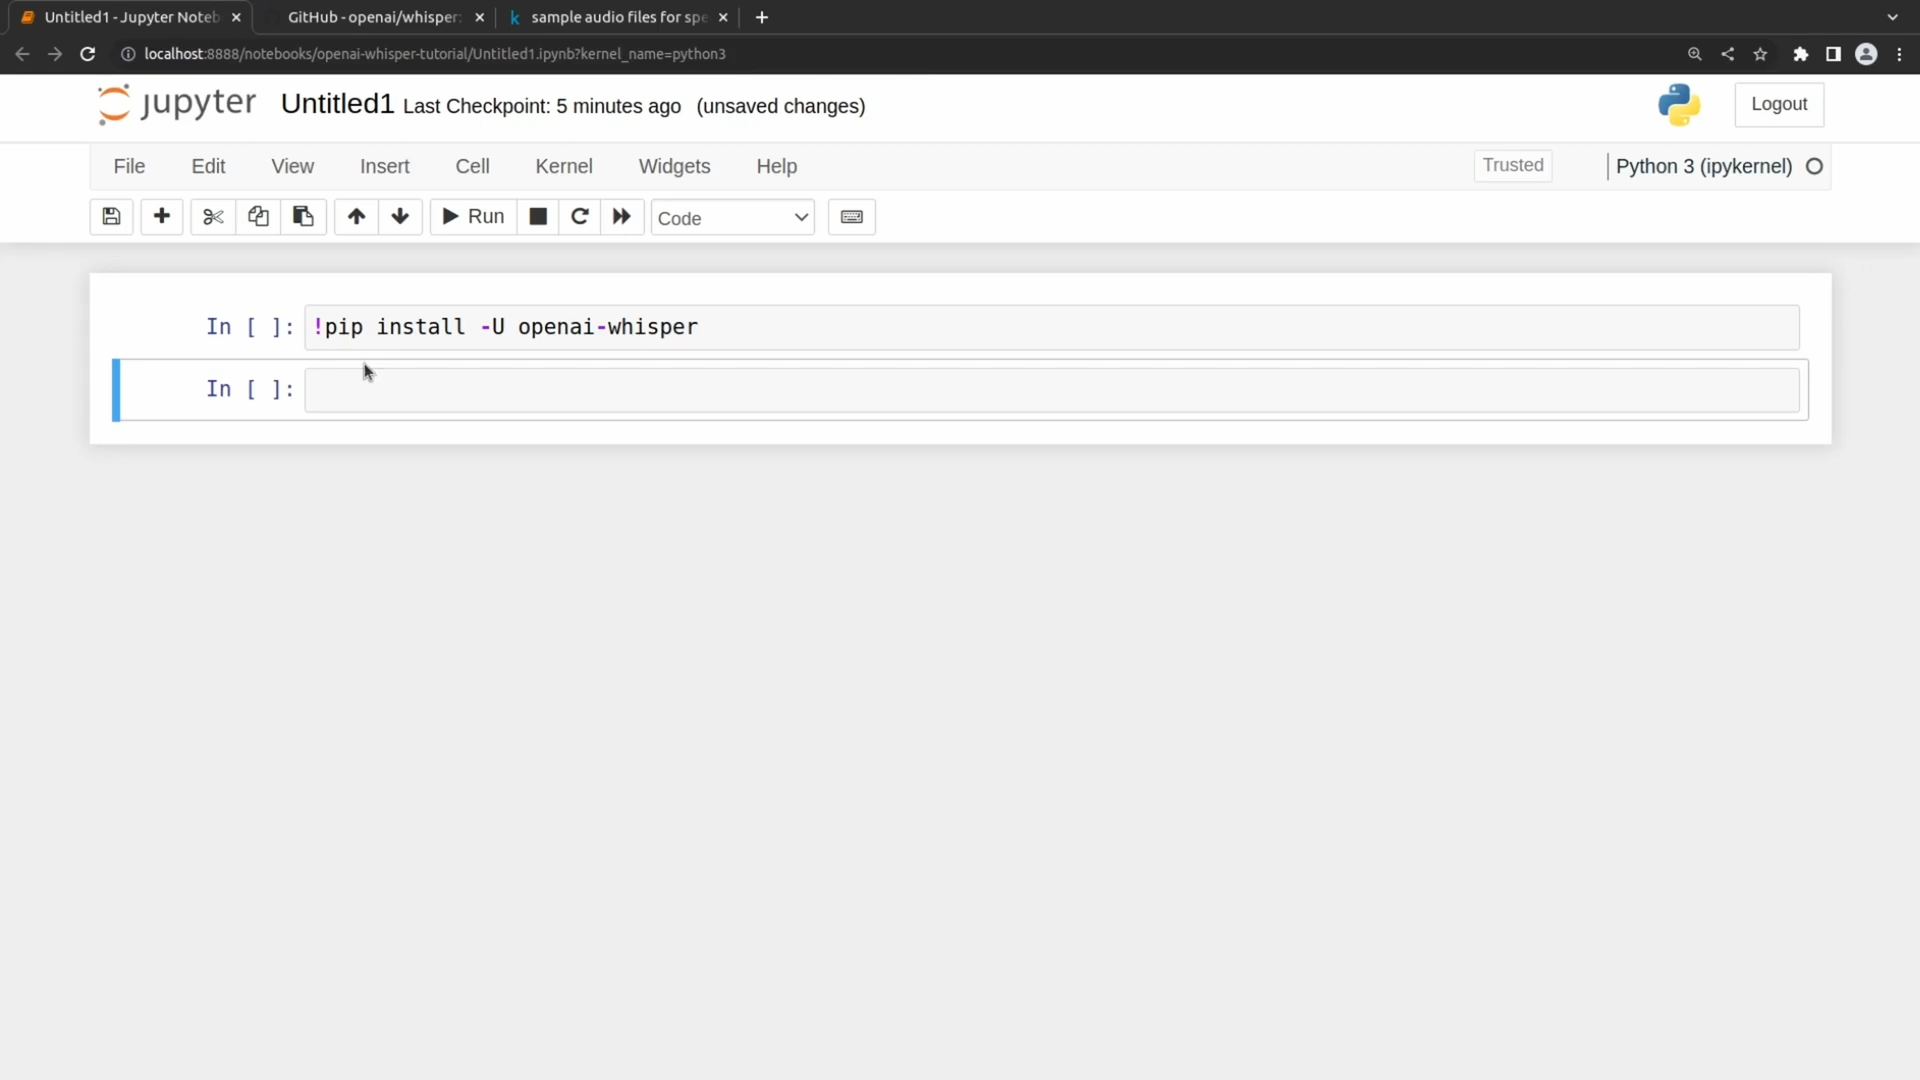 Untitled1 - Jupyter Noteb
GitHub - openai/whisper:
k sample audio files for spe
localhost:8888/notebooks/openai-whisper-tutorial/Untitled1.ipynb?kernel_name=python3
jupyter Untitled1 Last Checkpoint: 5 minutes ago (unsaved changes)
Logout
File Edit View Insert Cell Kernel Widgets Help
Trusted
Python 3 (ipykernel)
Run
Code
In [ ]: !pip install -U openai-whisper
In [ ]: